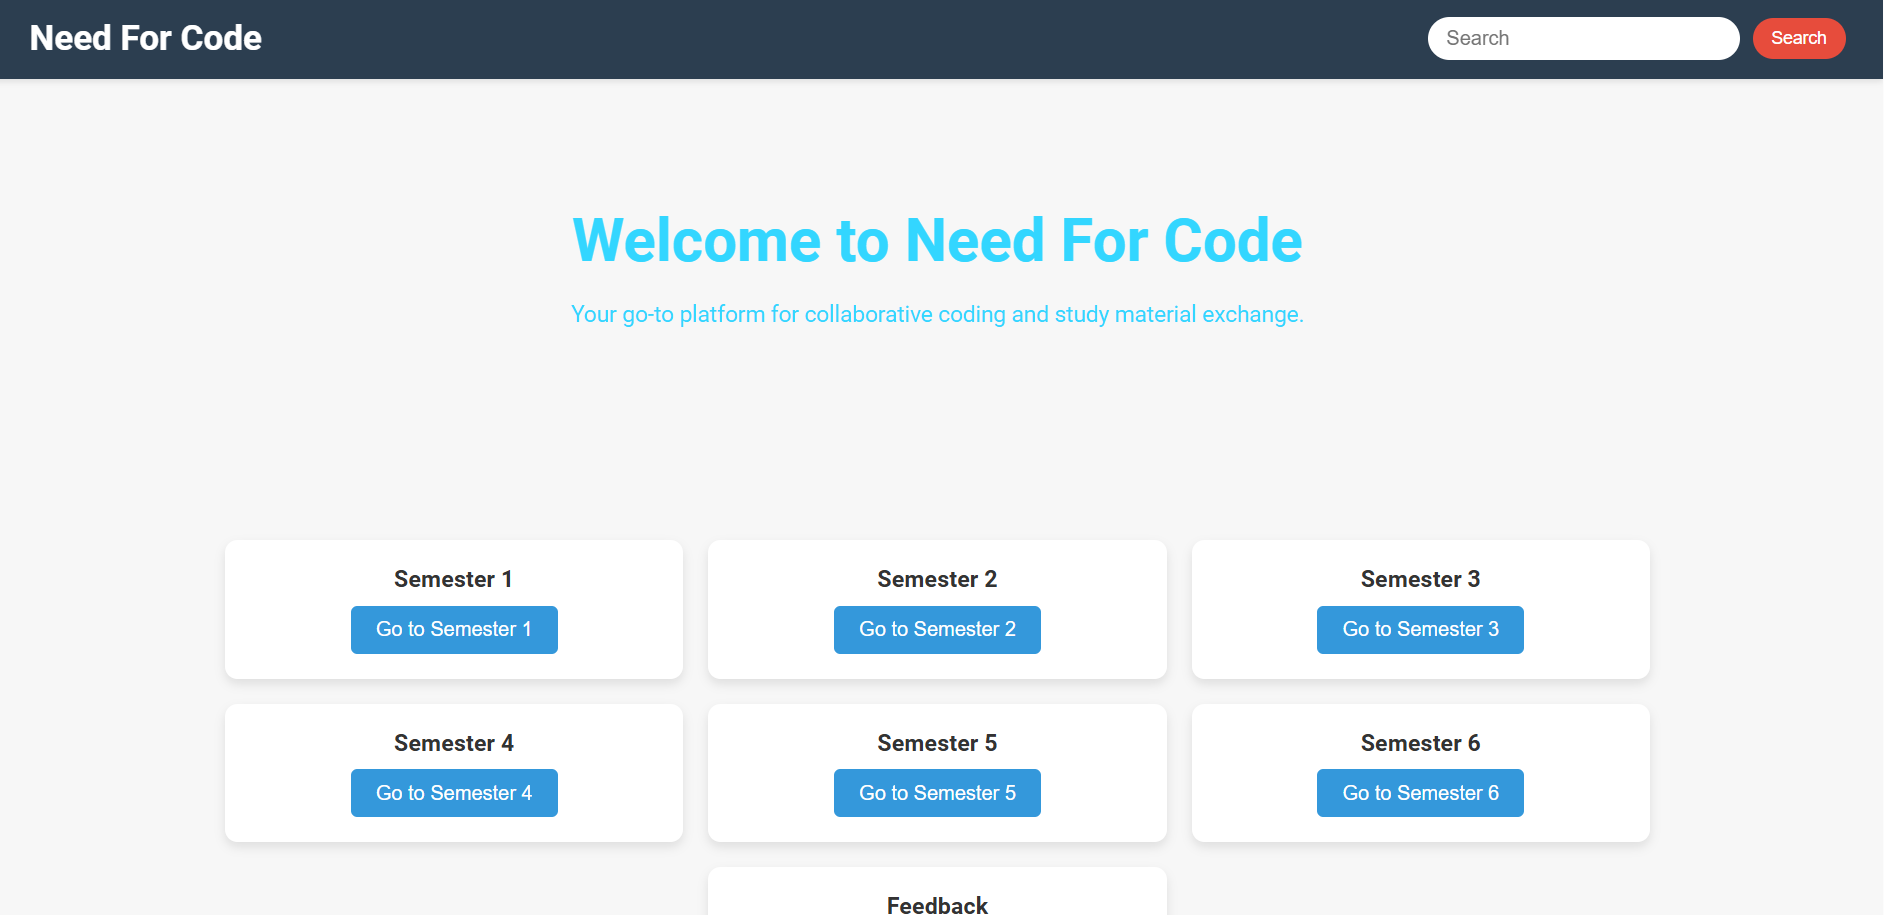 Need For Code
Search
Search
Welcome to Need For Code
Your go-to platform for collaborative coding and study material exchange.
Semester 1
Go to Semester 1
Semester 2
Go to Semester 2
Semester 3
Go to Semester 3
Semester 4
Go to Semester 4
Semester 5
Go to Semester 5
Semester 6
Go to Semester 6
Feedback